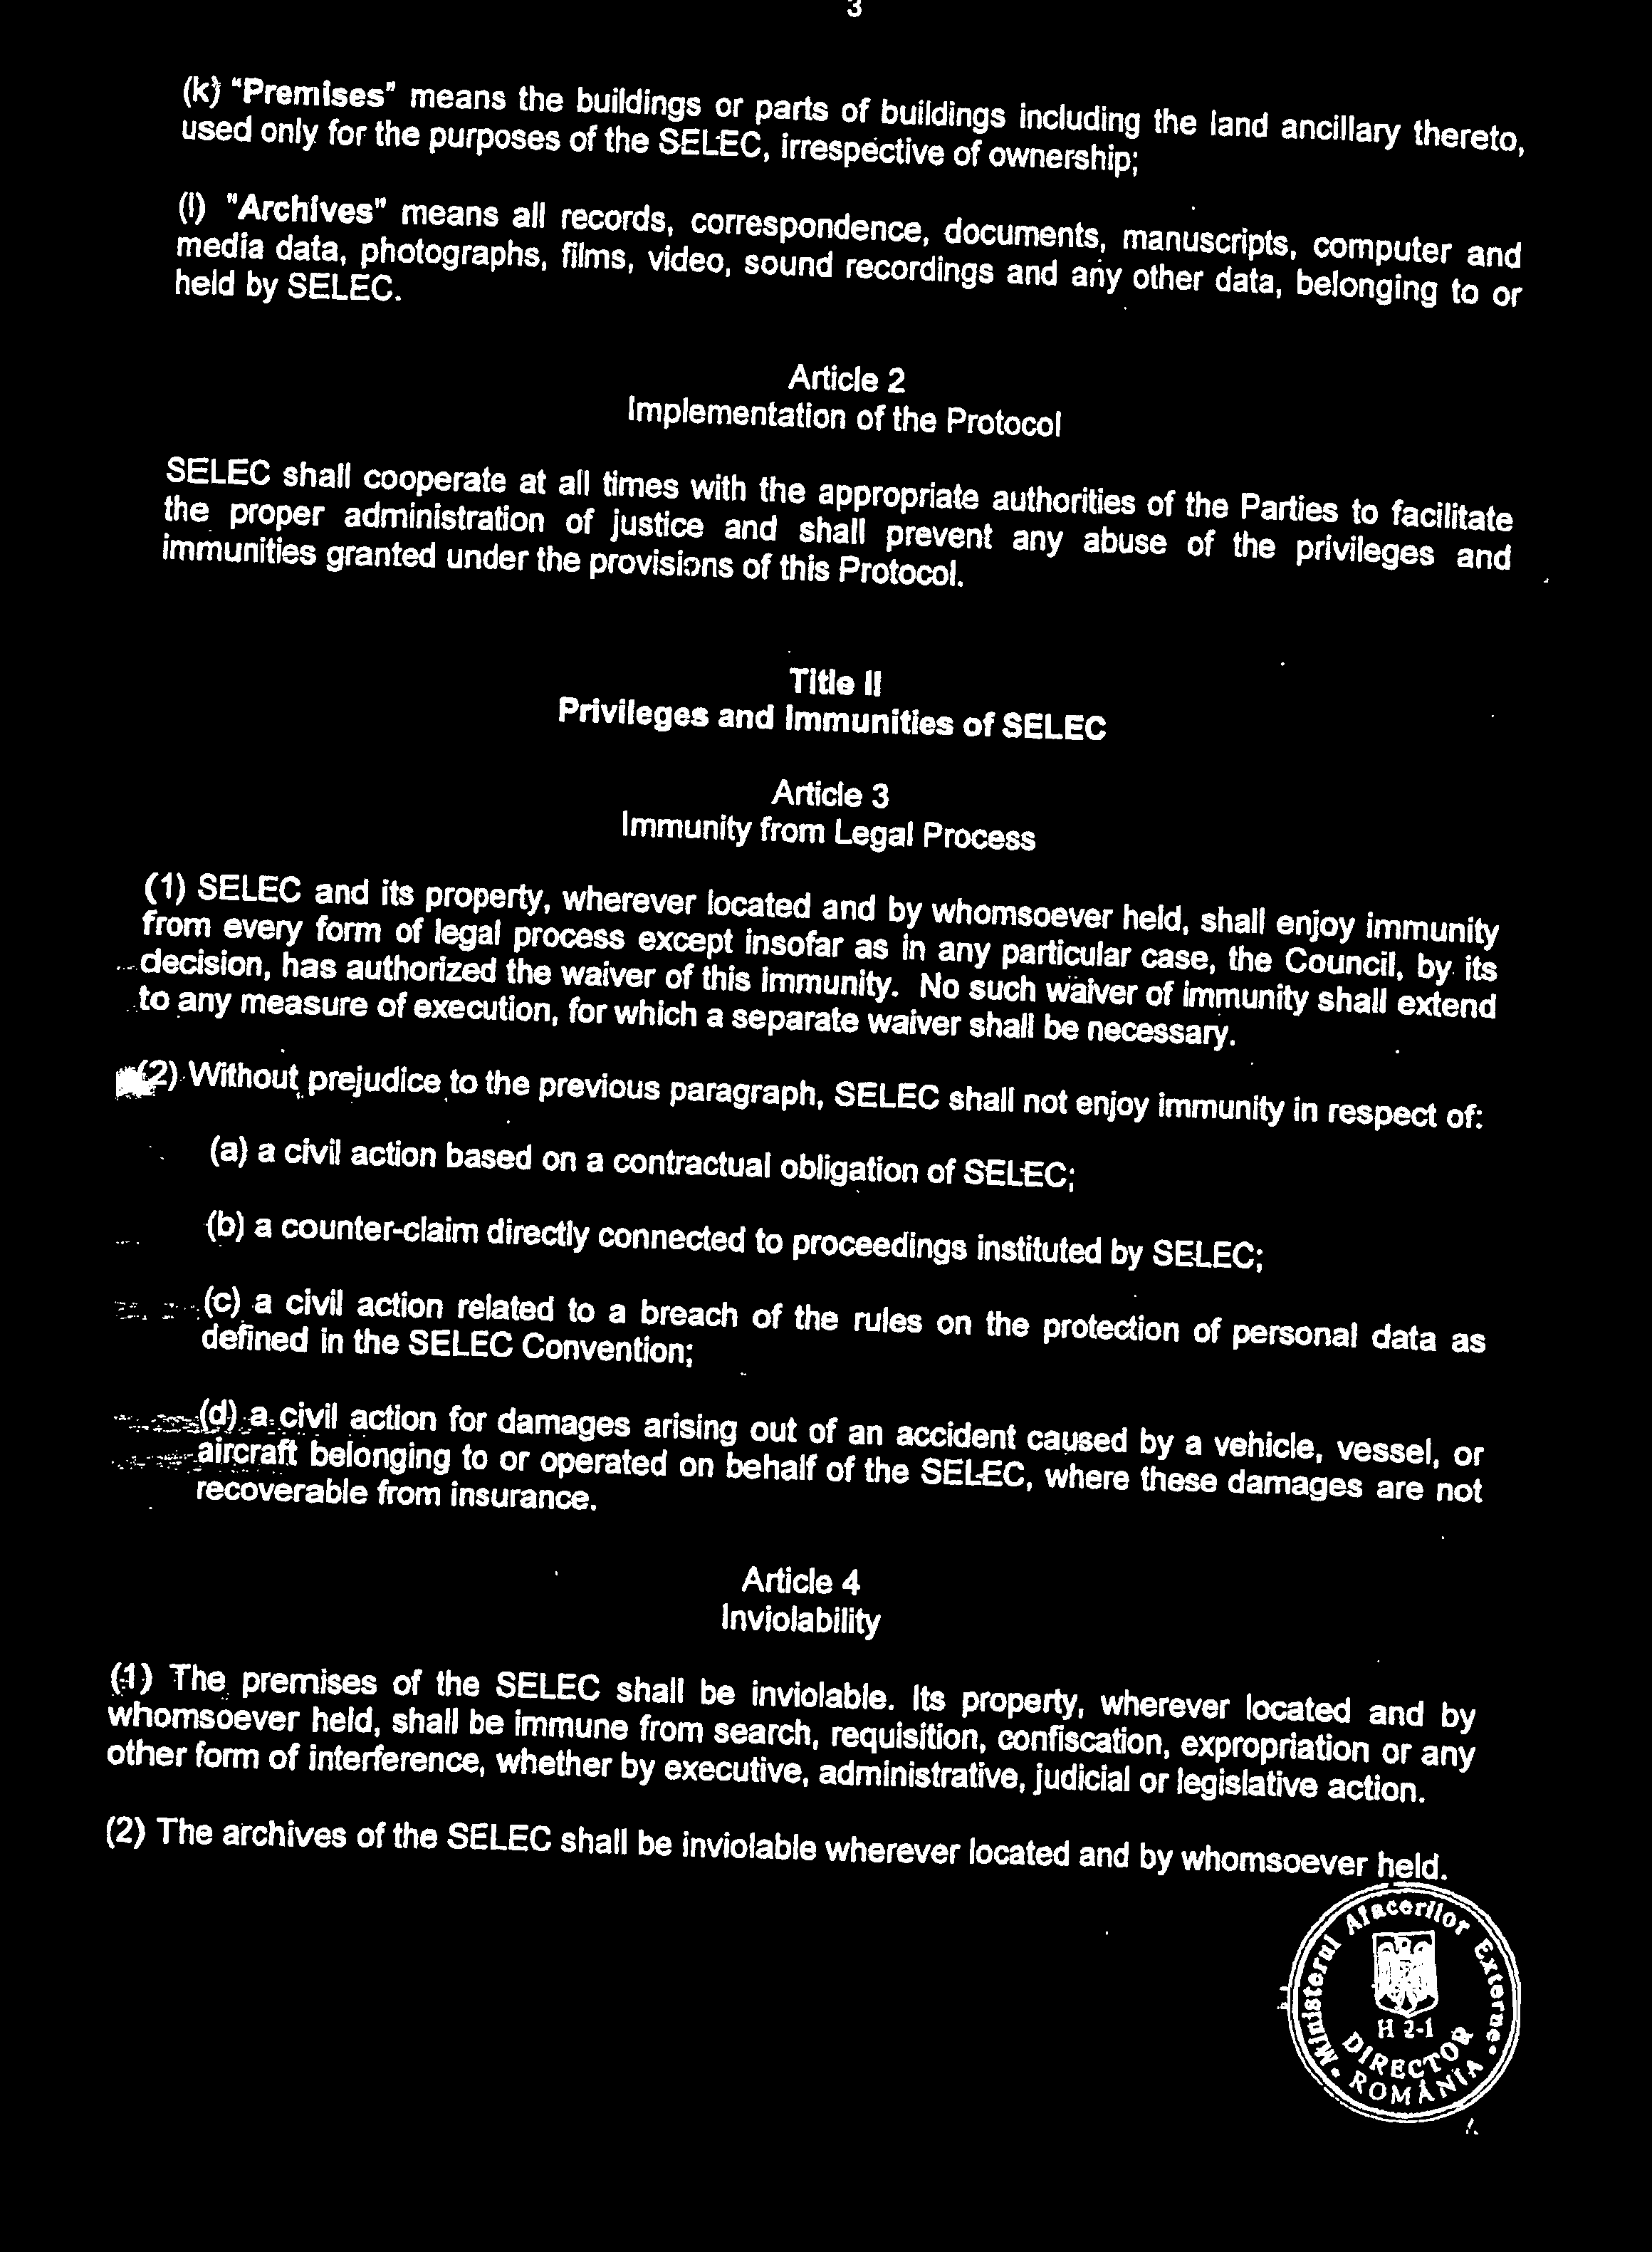 3
(k) "Premises" means the buildings or parts of buildings including the land ancillary thereto,
used only for the purposes of the SELEC, irrespective of ownership;
(l) "Archives" means all records, correspondence, documents, manuscripts, computer and
media data, photographs, films, video, sound recordings and any other data, belonging to or
held by SELEC.
Article 2
Implementation of the Protocol
SELEC shall cooperate at all times with the appropriate authorities of the Parties to facilitate
the proper administration of justice and shall prevent any abuse of the privileges and
immunities granted under the provisions of this Protocol.
Title II
Privileges and Immunities of SELEC
Article 3
Immunity from Legal Process
(1) SELEC and its property, wherever located and by whomsoever held, shall enjoy immunity
from every form of legal process except insofar as in any particular case, the Council, by its
decision, has authorized the waiver of this immunity. No such waiver of immunity shall extend
to any measure of execution, for which a separate waiver shall be necessary.
(2) Without prejudice to the previous paragraph, SELEC shall not enjoy immunity in respect of:
(a) a civil action based on a contractual obligation of SELEC;
(b) a counter-claim directly connected to proceedings instituted by SELEC;
(c) a civil action related to a breach of the rules on the protection of personal data as
defined in the SELEC Convention;
(d) a civil action for damages arising out of an accident caused by a vehicle, vessel, or
aircraft belonging to or operated on behalf of the SELEC, where these damages are not
recoverable from insurance.
Article 4
Inviolability
(1) The premises of the SELEC shall be inviolable. Its property, wherever located and by
whomsoever held, shall be immune from search, requisition, confiscation, expropriation or any
other form of interference, whether by executive, administrative, judicial or legislative action.
(2) The archives of the SELEC shall be inviolable wherever located and by whomsoever held.
Ministerul Afacerilor Externe
H 2-1
DIRECTOR
ROMÂNIA